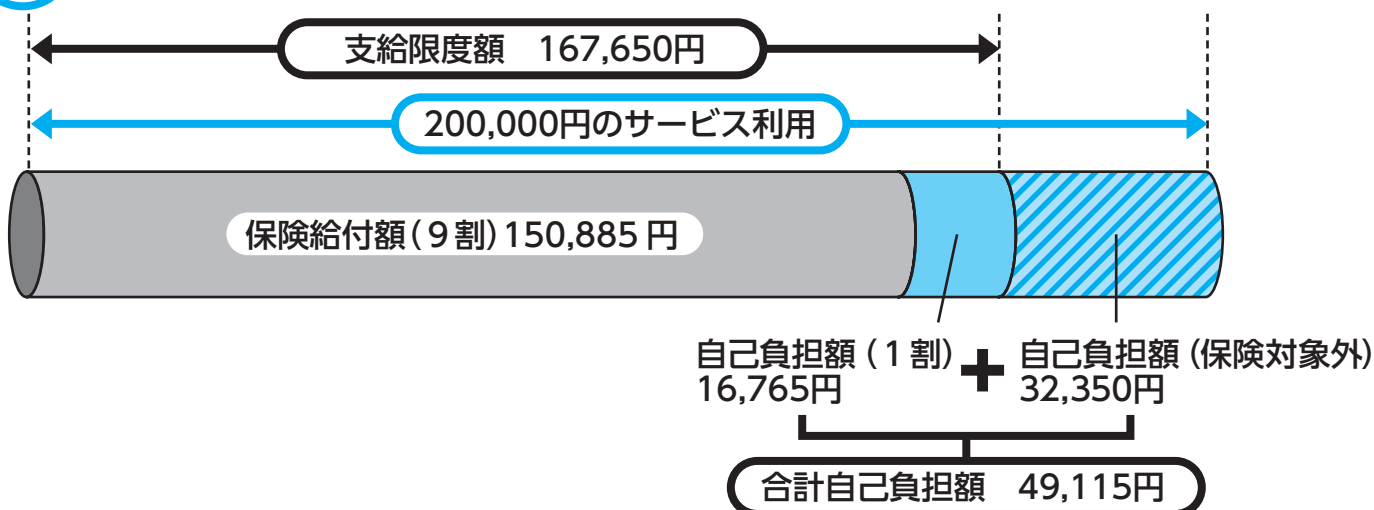 支給限度額　167,650円
200,000円のサービス利用
保険給付額(9割)150,885円
自己負担額(1割)
16,765円
+
自己負担額(保険対象外)
32,350円
合計自己負担額　49,115円